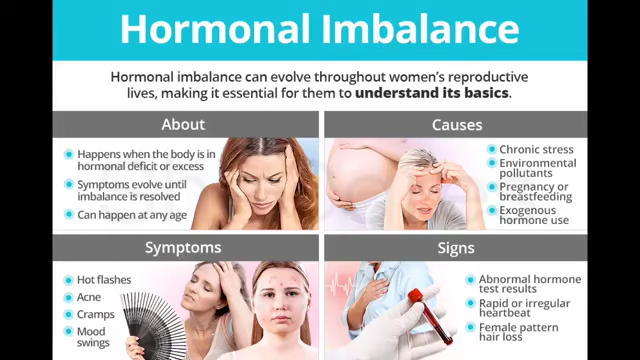 Hormonal Imbalance
Hormonal imbalance can evolve throughout women's reproductive
lives, making it essential for them to understand its basics.
About
Happens when the body is in
hormonal deficit or excess
Symptoms evolve until
imbalance is resolved
Can happen at any age
Causes
Chronic stress
Environmental
pollutants
Pregnancy or
breastfeeding
Exogenous
hormone use
Symptoms
Hot flashes
Acne
Cramps
Mood
swings
Signs
Abnormal hormone
test results
Rapid or irregular
heartbeat
Female pattern
hair loss